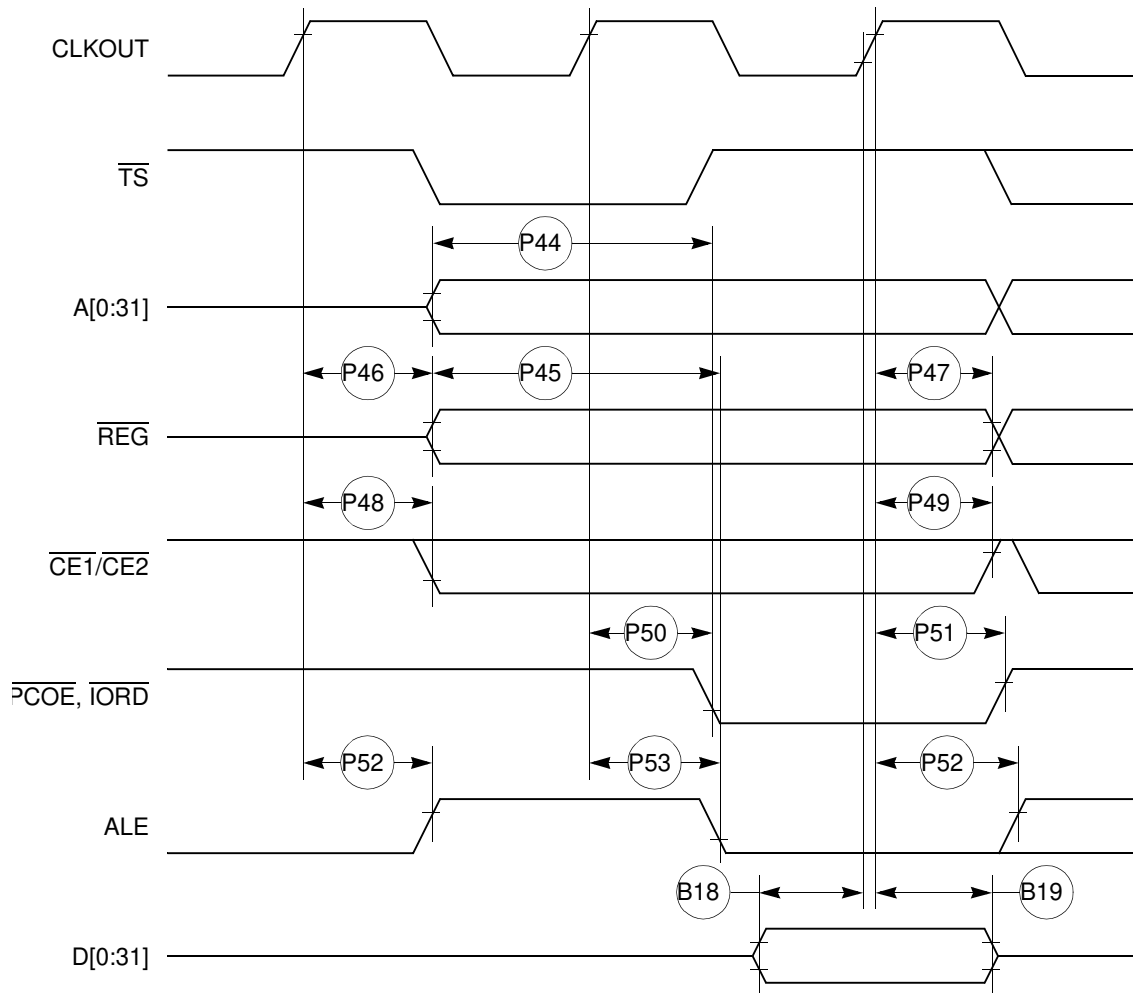 CLKOUT
TS
P44
A[0:31]
P46 P45 P47
REG
P48 P49
CE1/CE2
P50 P51
PCOE, IORD
P52 P53 P52
ALE
B18 B19
D[0:31]